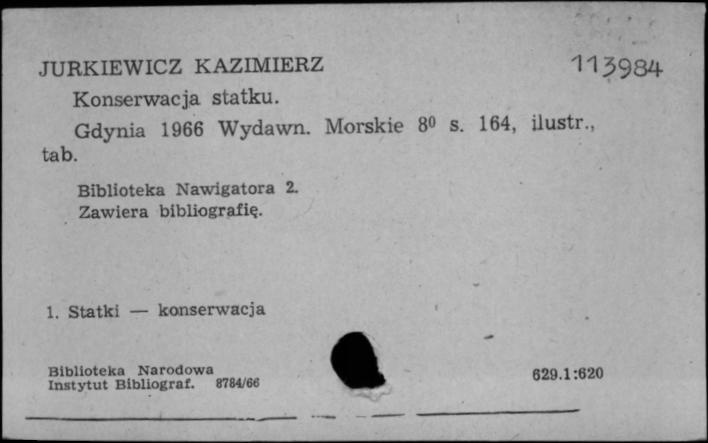 JURKIEWICZ KAZIMIERZ 113984
Konserwacja statku.
Gdynia 1966 Wydawn. Morskie 8⁰ s. 164, ilustr.,
tab.
Biblioteka Nawigatora 2.
Zawiera bibliografię.
1. Statki — konserwacja
Biblioteka Narodowa
Instytut Bibliograf. 8784/66 629.1:620